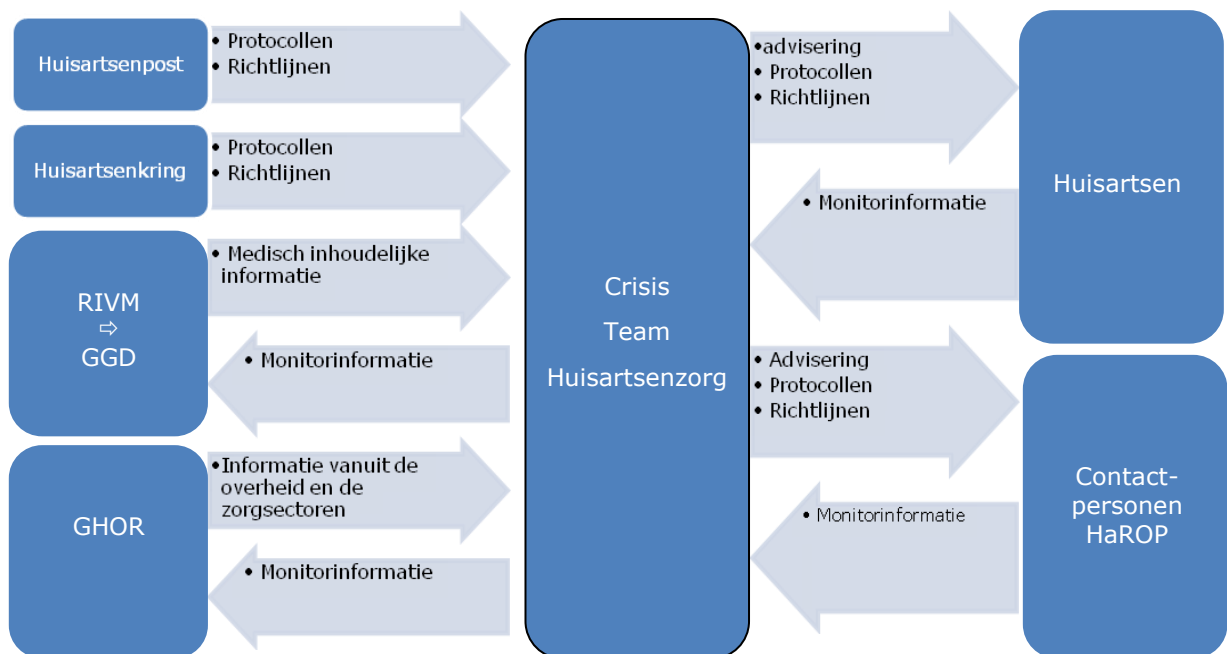 Huisartsenpost
• Protocollen
• Richtlijnen
Huisartsenkring
• Protocollen
• Richtlijnen
RIVM
⇨
GGD
• Medisch inhoudelijke
informatie
• Monitorinformatie
GHOR
•Informatie vanuit de
overheid en de
zorgsectoren
• Monitorinformatie
Crisis
Team
Huisartsenzorg
•advisering
• Protocollen
• Richtlijnen
• Monitorinformatie
Huisartsen
• Advisering
• Protocollen
• Richtlijnen
• Monitorinformatie
Contact-
personen
HaROP